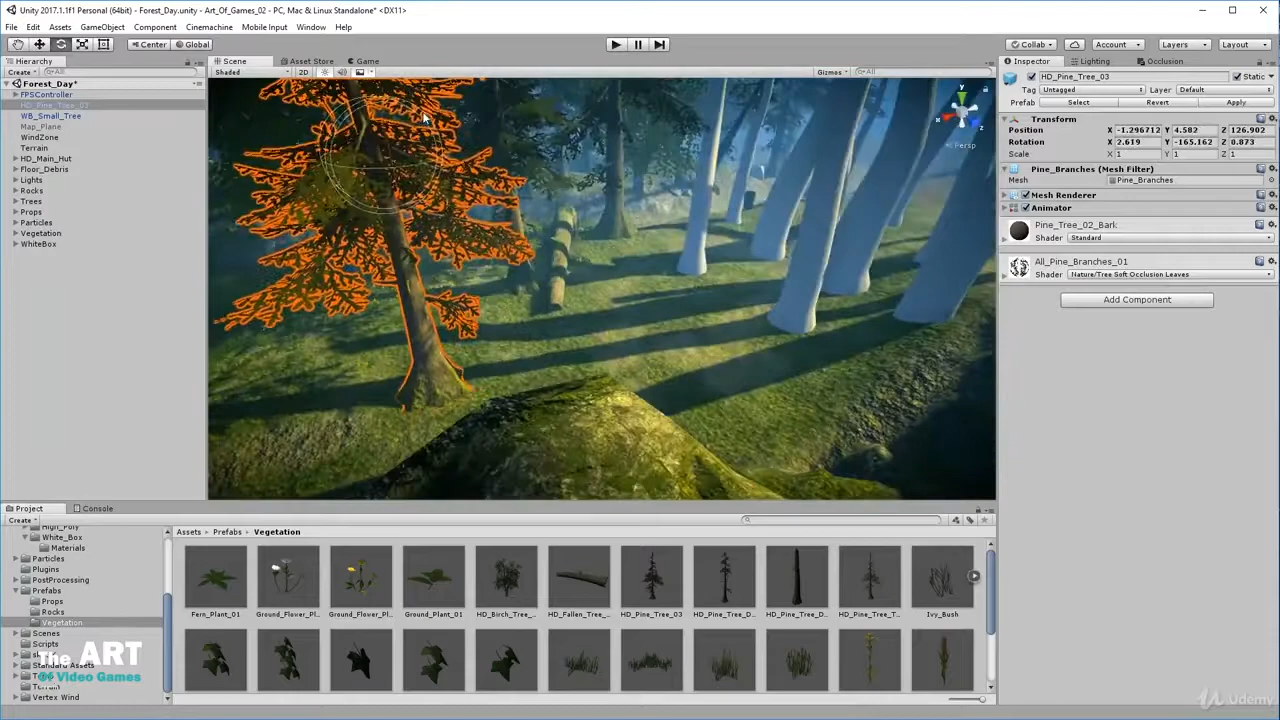 Unity 2017.1.1f1 Personal (64bit) - Forest_Day.unity - Art_Of_Games_02 - PC, Mac & Linux Standalone* <DX11>
File Edit Assets GameObject Component Cinemachine Mobile Input Window Help
Center Global Collab Account Layers Layout
Hierarchy Scene Asset Store Game Inspector Lighting Occlusion
Create All Shaded 2D Gizmos All HD_Pine_Tree_03 Static
Forest_Day*
FPSController
HD_Pine_Tree_03
WB_Small_Tree
Map_Plane
WindZone
Terrain
HD_Main_Hut
Floor_Debris
Lights
Rocks
Trees
Props
Particles
Vegetation
WhiteBox
y
x
z
Persp
Tag Untagged Layer Default
Prefab Select Revert Apply
Transform
Position X -1.296712 Y 4.582 Z 126.902
Rotation X 2.619 Y -165.162 Z 0.873
Scale X 1 Y 1 Z 1
Pine_Branches (Mesh Filter)
Mesh Pine_Branches
Mesh Renderer
Animator
Pine_Tree_02_Bark
Shader Standard
All_Pine_Branches_01
Shader Nature/Tree Soft Occlusion Leaves
Add Component
Project Console
Create
High_Poly
White_Box
Materials
Particles
Plugins
PostProcessing
Prefabs
Props
Rocks
Vegetation
Scenes
Scripts
Standard Assets
Vertex Wind
Assets Prefabs Vegetation
Fern_Plant_01 Ground_Flower_Pl... Ground_Flower_Pl... Ground_Plant_01 HD_Birch_Tree_... HD_Fallen_Tree_... HD_Pine_Tree_03 HD_Pine_Tree_D... HD_Pine_Tree_D... HD_Pine_Tree_T... Ivy_Bush
The ART
Of Video Games
Udemy